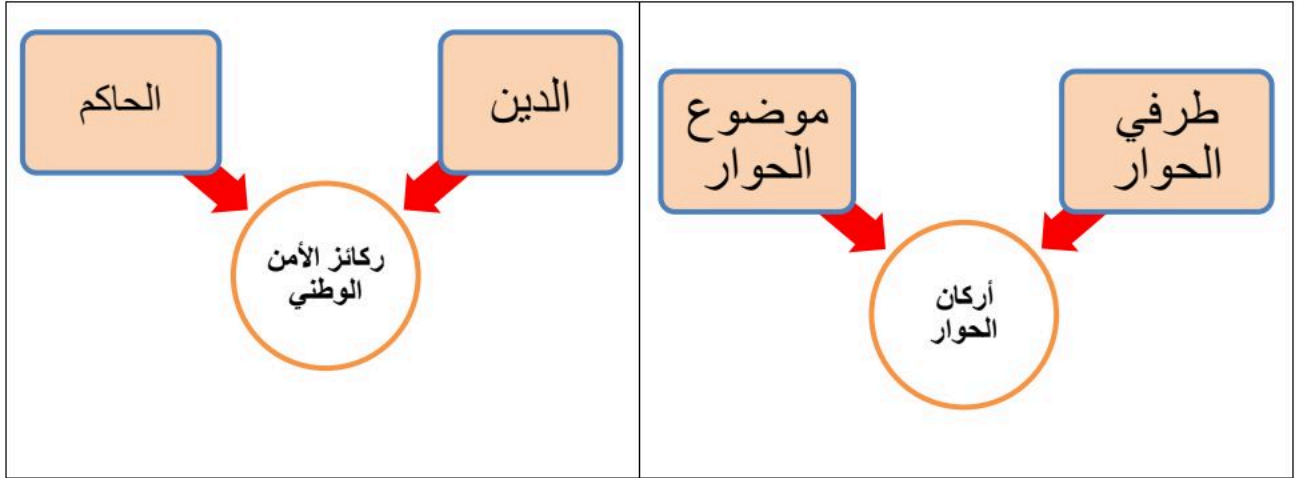 طرفي
الحوار
موضوع
الحوار
أركان
الحوار
الدين
الحاكم
ركائز الأمن
الوطني